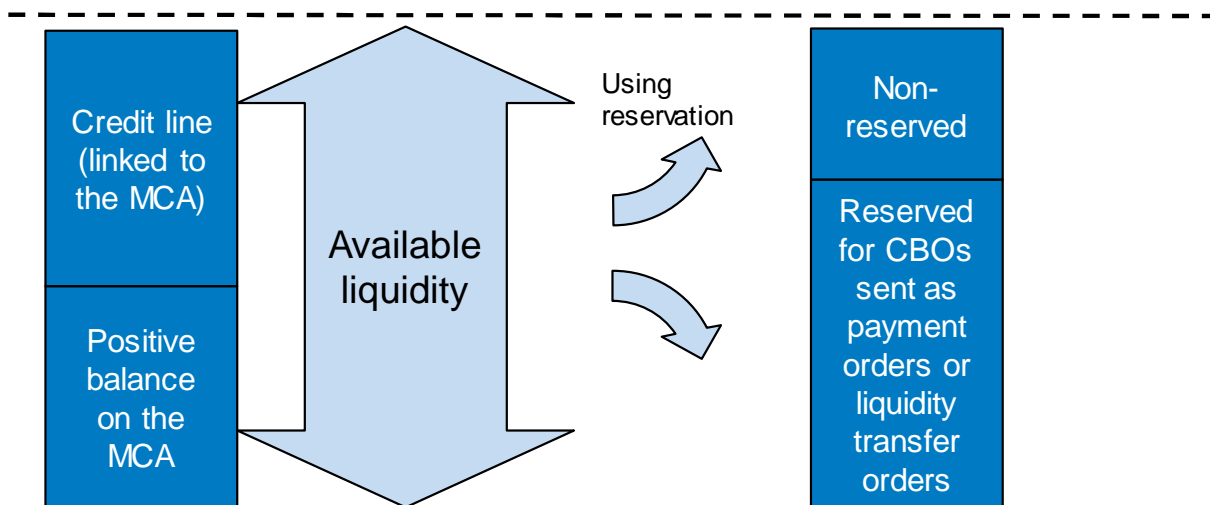 Credit line
(linked to
the MCA)
Positive
balance
on the
MCA
Available
liquidity
Using
reservation
Non-
reserved
Reserved
for CBOs
sent as
payment
orders or
liquidity
transfer
orders